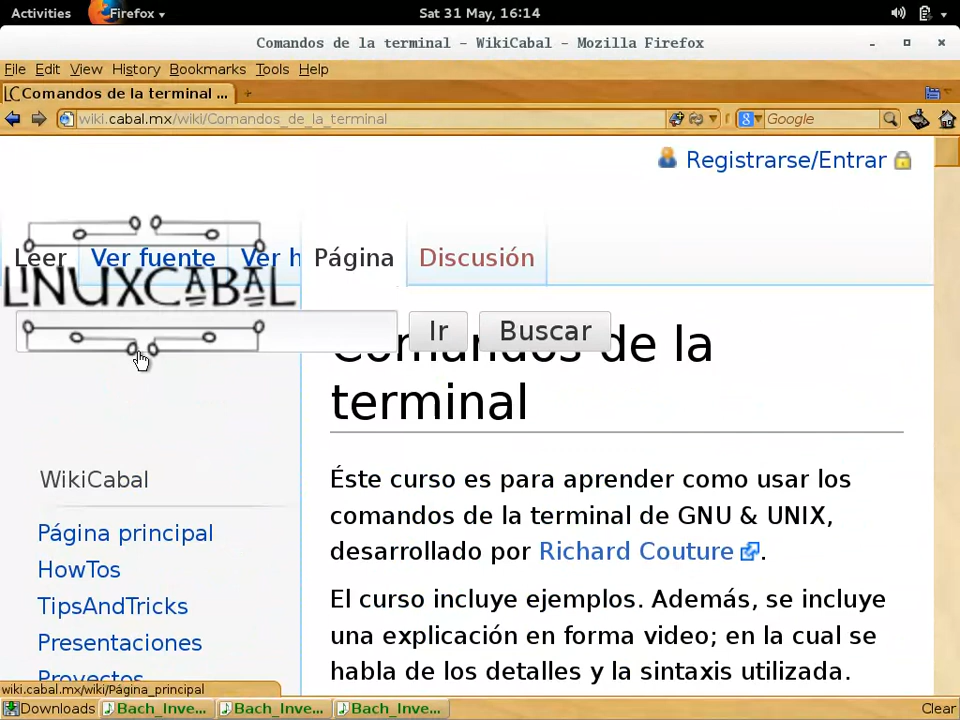 Activities Firefox Sat 31 May, 16:14
Comandos de la terminal - WikiCabal - Mozilla Firefox
File Edit View History Bookmarks Tools Help
Comandos de la terminal ... +
wiki.cabal.mx/wiki/Comandos_de_la_terminal Google
Registrarse/Entrar
Leer Ver fuente Ver h Página Discusión
LINUXCABAL
Ir Buscar
Comandos de la
terminal
Éste curso es para aprender como usar los
comandos de la terminal de GNU & UNIX,
desarrollado por Richard Couture.
El curso incluye ejemplos. Además, se incluye
una explicación en forma video; en la cual se
habla de los detalles y la sintaxis utilizada.
WikiCabal
Página principal
HowTos
TipsAndTricks
Presentaciones
Proyectos
wiki.cabal.mx/wiki/Página_principal
Downloads Bach_Inve... Bach_Inve... Bach_Inve... Clear